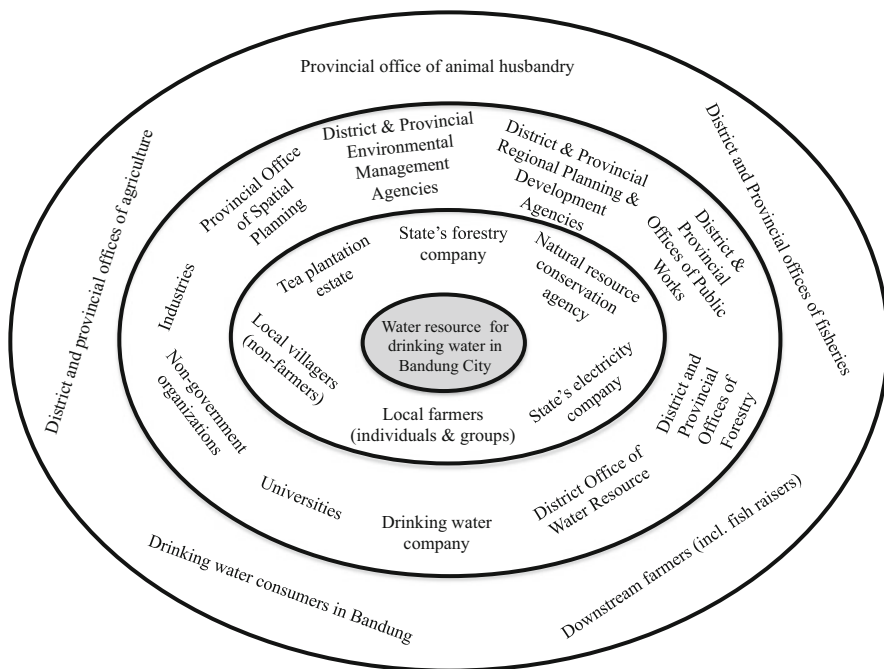 Provincial office of animal husbandry
District and provincial offices of agriculture
District and Provincial offices of fisheries
Provincial Office
of Spatial
Planning
District & Provincial
Environmental
Management
Agencies
District & Provincial
Regional Planning &
Development
Agencies
District &
Provincial
Offices of Public
Works
Industries
Tea plantation
estate
State's forestry
company
Natural resource
conservation
agency
Local villagers
(non-farmers)
Water resource for
drinking water in
Bandung City
Local farmers
(individuals & groups)
State's electricity
company
District and
Provincial
Offices of
Forestry
Non-government
organizations
Universities
Drinking water
company
District Office of
Water Resource
Drinking water consumers in Bandung
Downstream farmers (incl. fish raisers)